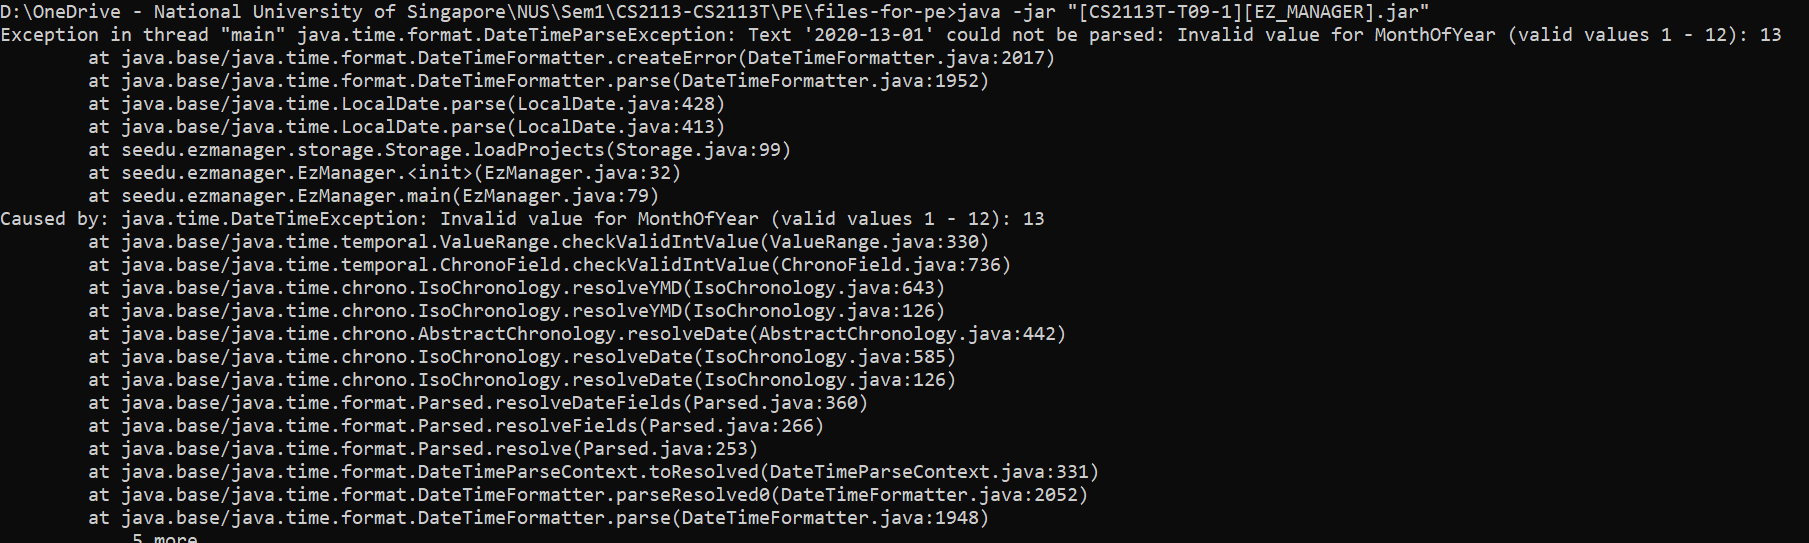 D:\OneDrive - National University of Singapore\NUS\Sem1\CS2113-CS2113T\PE\files-for-pe>java -jar "[CS2113T-T09-1][EZ_MANAGER].jar"
Exception in thread "main" java.time.format.DateTimeParseException: Text '2020-13-01' could not be parsed: Invalid value for MonthOfYear (valid values 1 - 12): 13
        at java.base/java.time.format.DateTimeFormatter.createError(DateTimeFormatter.java:2017)
        at java.base/java.time.format.DateTimeFormatter.parse(DateTimeFormatter.java:1952)
        at java.base/java.time.LocalDate.parse(LocalDate.java:428)
        at java.base/java.time.LocalDate.parse(LocalDate.java:413)
        at seedu.ezmanager.storage.Storage.loadProjects(Storage.java:99)
        at seedu.ezmanager.EzManager.<init>(EzManager.java:32)
        at seedu.ezmanager.EzManager.main(EzManager.java:79)
Caused by: java.time.DateTimeException: Invalid value for MonthOfYear (valid values 1 - 12): 13
        at java.base/java.time.temporal.ValueRange.checkValidIntValue(ValueRange.java:330)
        at java.base/java.time.temporal.ChronoField.checkValidIntValue(ChronoField.java:736)
        at java.base/java.time.chrono.IsoChronology.resolveYMD(IsoChronology.java:643)
        at java.base/java.time.chrono.IsoChronology.resolveYMD(IsoChronology.java:126)
        at java.base/java.time.chrono.AbstractChronology.resolveDate(AbstractChronology.java:442)
        at java.base/java.time.chrono.IsoChronology.resolveDate(IsoChronology.java:585)
        at java.base/java.time.chrono.IsoChronology.resolveDate(IsoChronology.java:126)
        at java.base/java.time.format.Parsed.resolveDateFields(Parsed.java:360)
        at java.base/java.time.format.Parsed.resolveFields(Parsed.java:266)
        at java.base/java.time.format.Parsed.resolve(Parsed.java:253)
        at java.base/java.time.format.DateTimeParseContext.toResolved(DateTimeParseContext.java:331)
        at java.base/java.time.format.DateTimeFormatter.parseResolved0(DateTimeFormatter.java:2052)
        at java.base/java.time.format.DateTimeFormatter.parse(DateTimeFormatter.java:1948)
        5 more